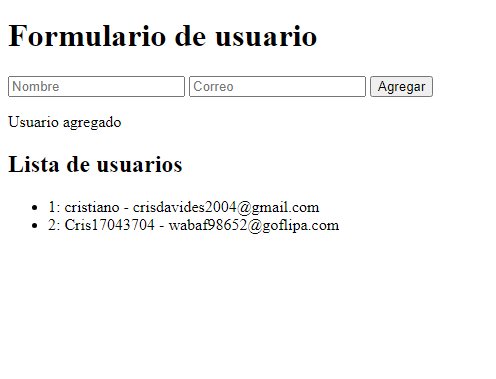 Formulario de usuario
Nombre Correo Agregar
Usuario agregado
Lista de usuarios
1: cristiano - crisdavides2004@gmail.com
2: Cris17043704 - wabaf98652@goflipa.com